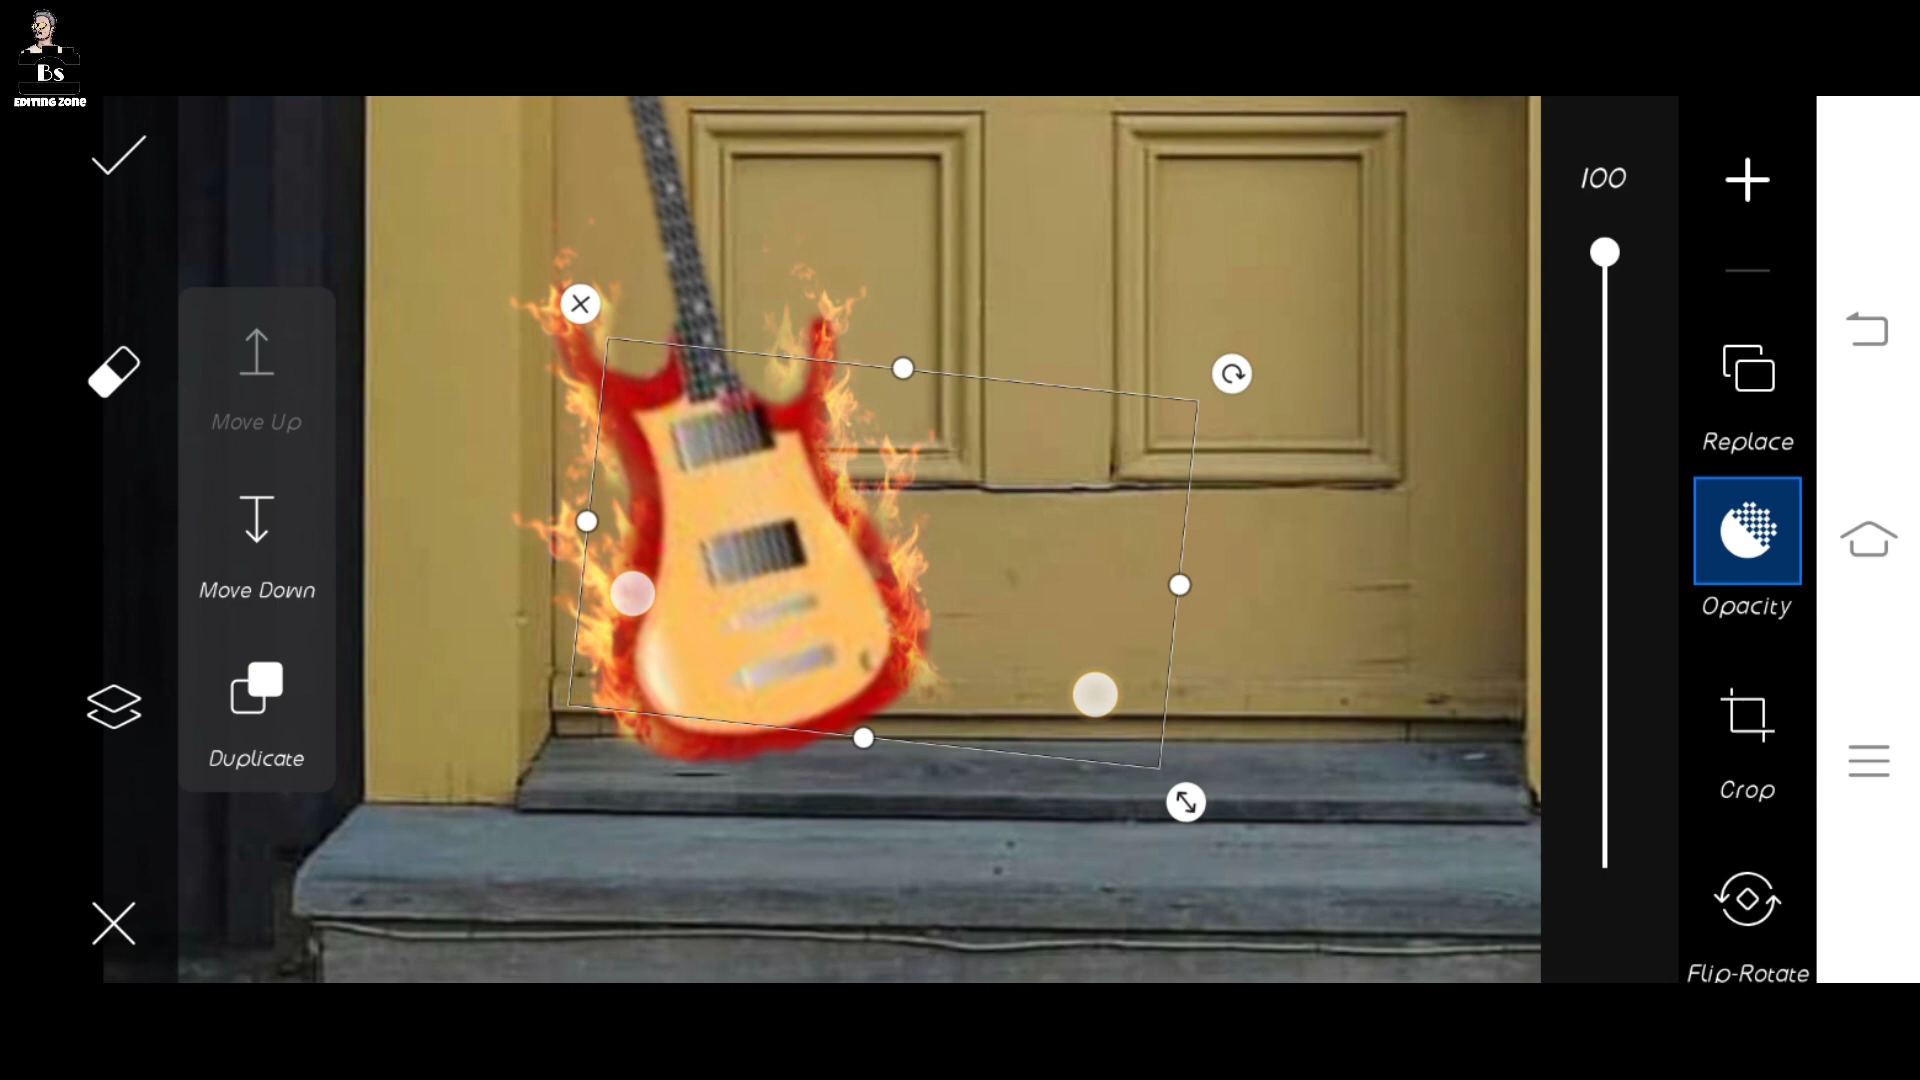 Bs
EDITING ZONE
Move Up
Move Down
Duplicate
100
Replace
Opacity
Crop
Flip-Rotate